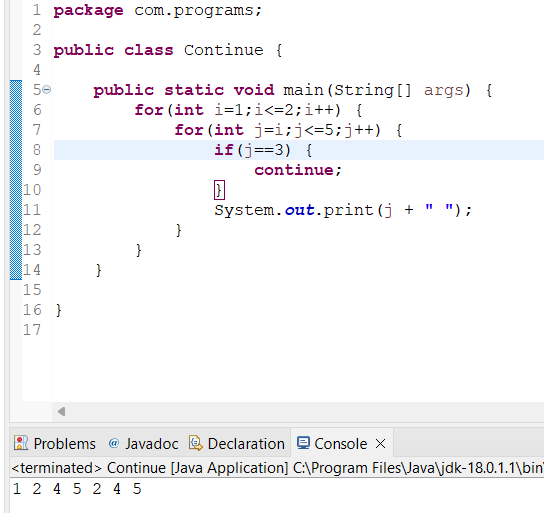 1 package com.programs;
2
3 public class Continue {
4
5 public static void main(String[] args) {
6 for(int i=1;i<=2;i++) {
7 for(int j=i;j<=5;j++) {
8 if(j==3) {
9 continue;
10 }
11 System.out.print(j + " ");
12 }
13 }
14 }
15
16 }
17
Problems @ Javadoc Declaration Console ×
<terminated> Continue [Java Application] C:\Program Files\Java\jdk-18.0.1.1\bin\
1 2 4 5 2 4 5